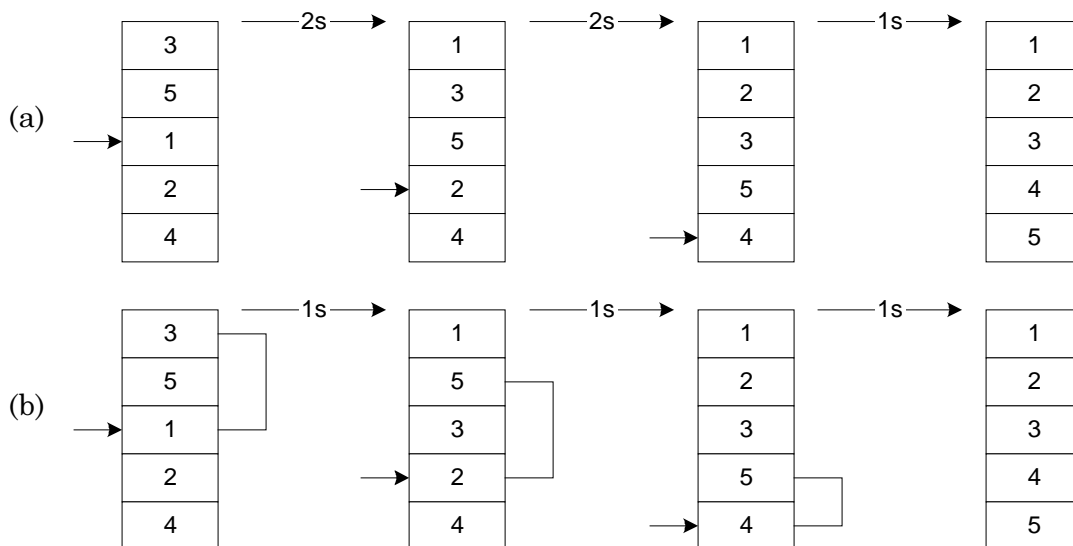 2s 2s 1s
3 1 1 1
5 3 2 2
(a)
1 5 3 3
2 2 5 4
4 4 4 5
1s 1s 1s
3 1 1 1
5 5 2 2
(b)
1 3 3 3
2 2 5 4
4 4 4 5